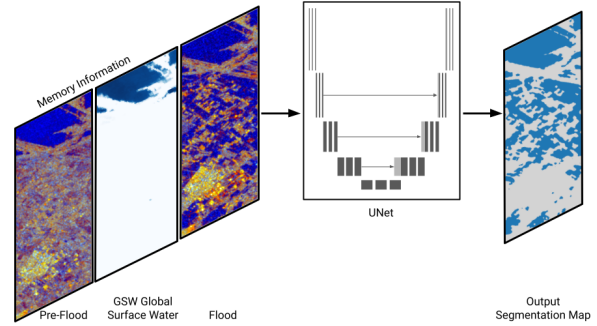 Memory Information
Pre-Flood
GSW Global
Surface Water
Flood
UNet
Output
Segmentation Map